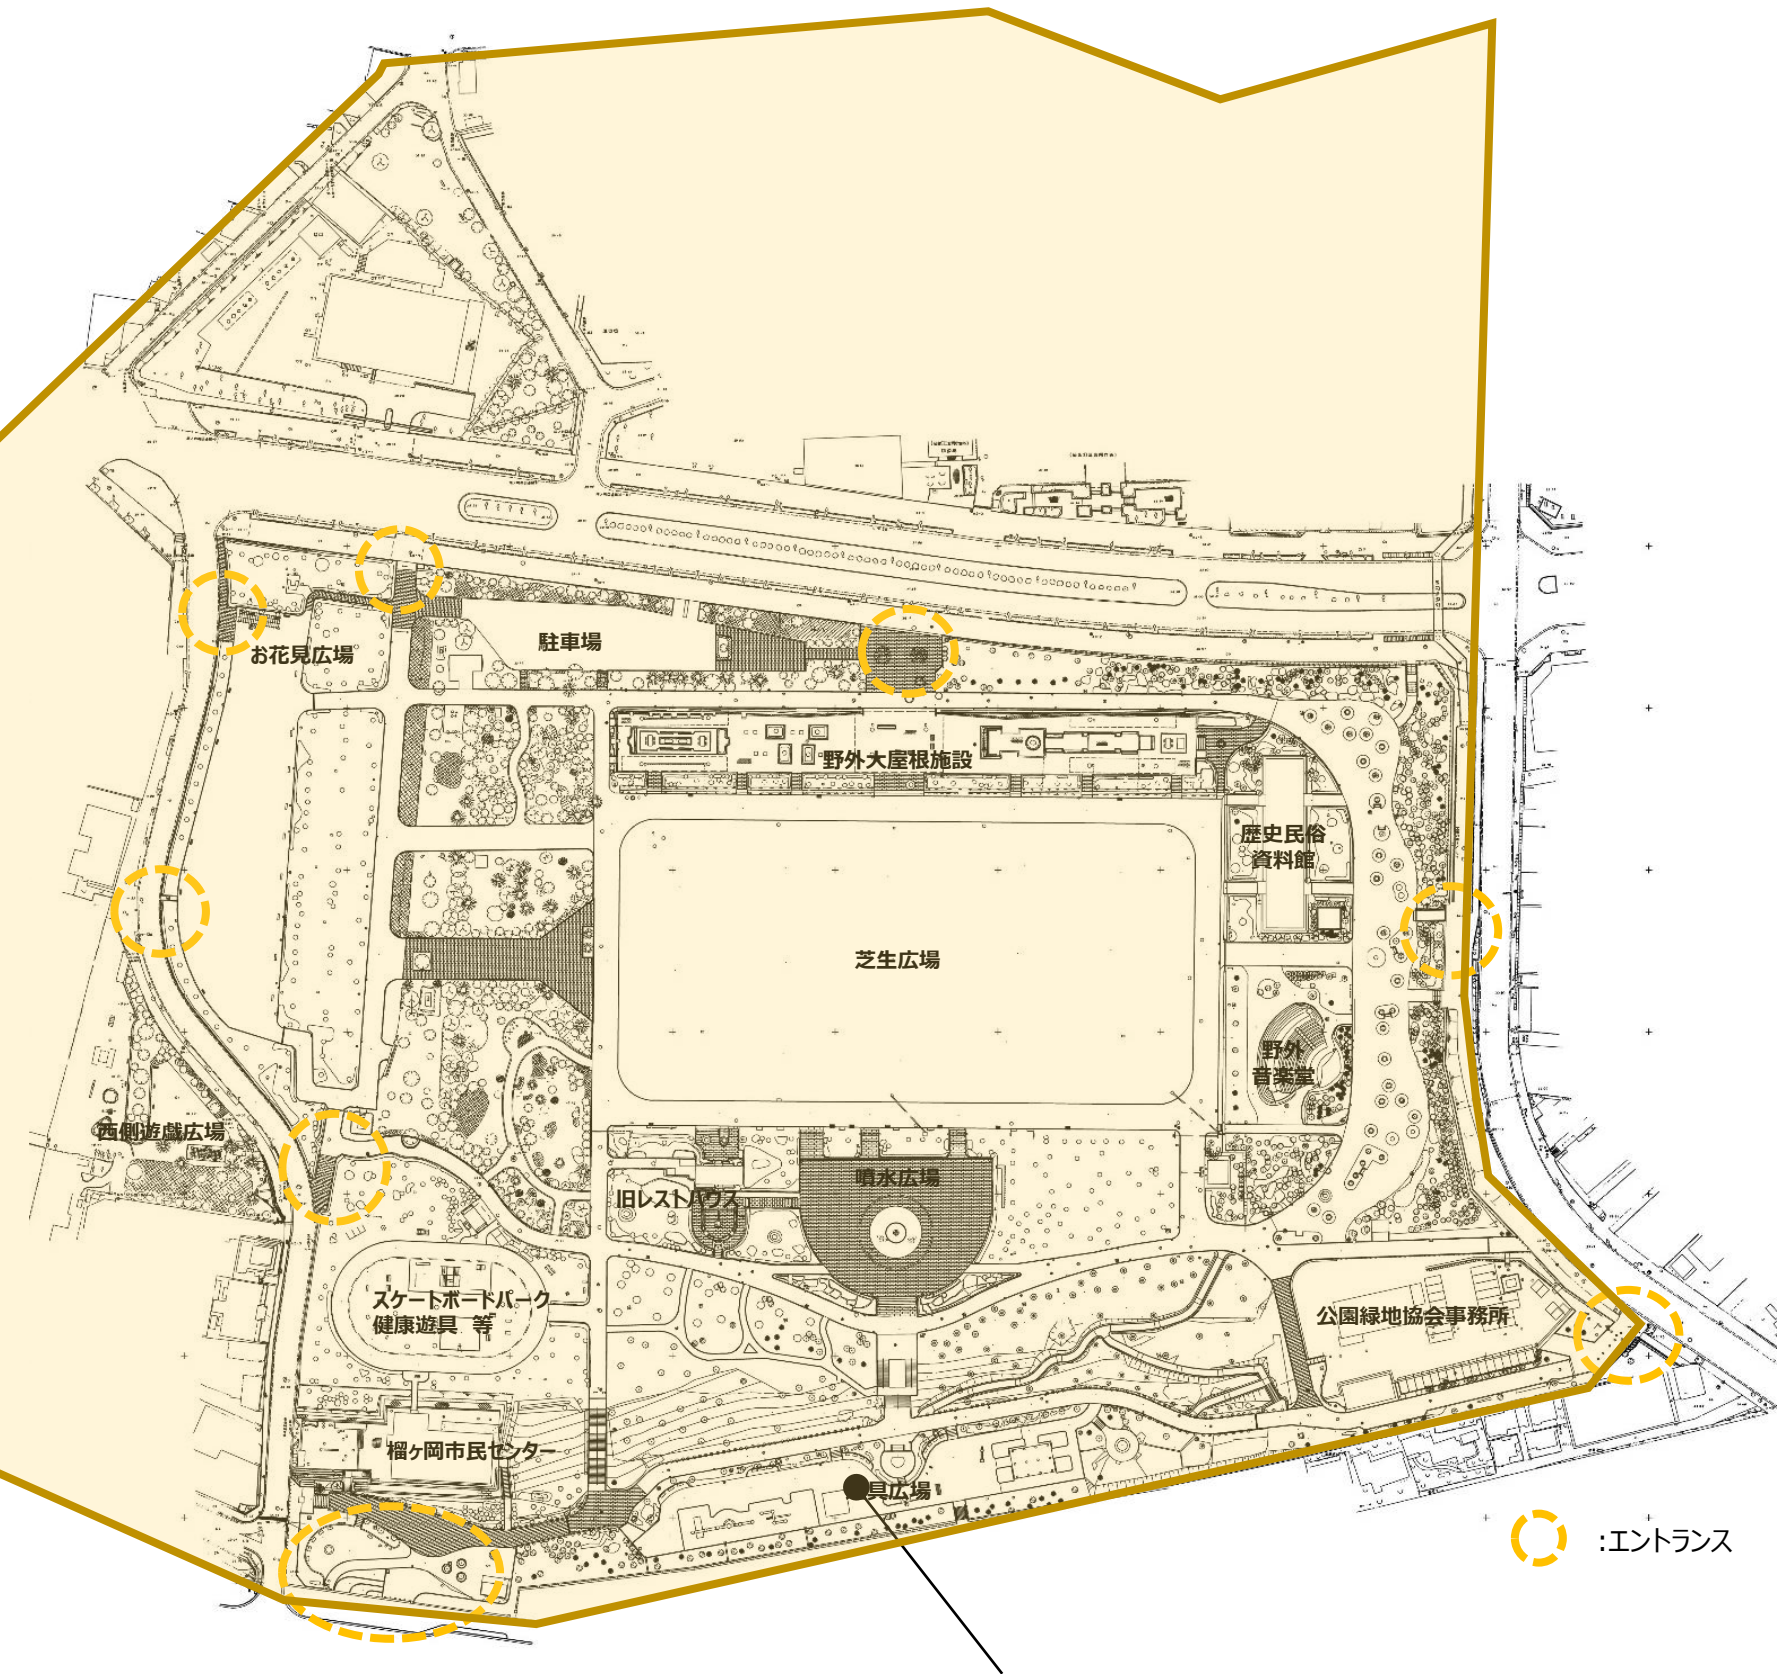 駐車場
お花見広場
野外大屋根施設
歴史民俗
資料館
芝生広場
野外
音楽堂
西側遊戯広場
噴水広場
旧レストハウス
スケートボードパーク
健康遊具 等
公園緑地協会事務所
榴ヶ岡市民センター
具広場
:エントランス